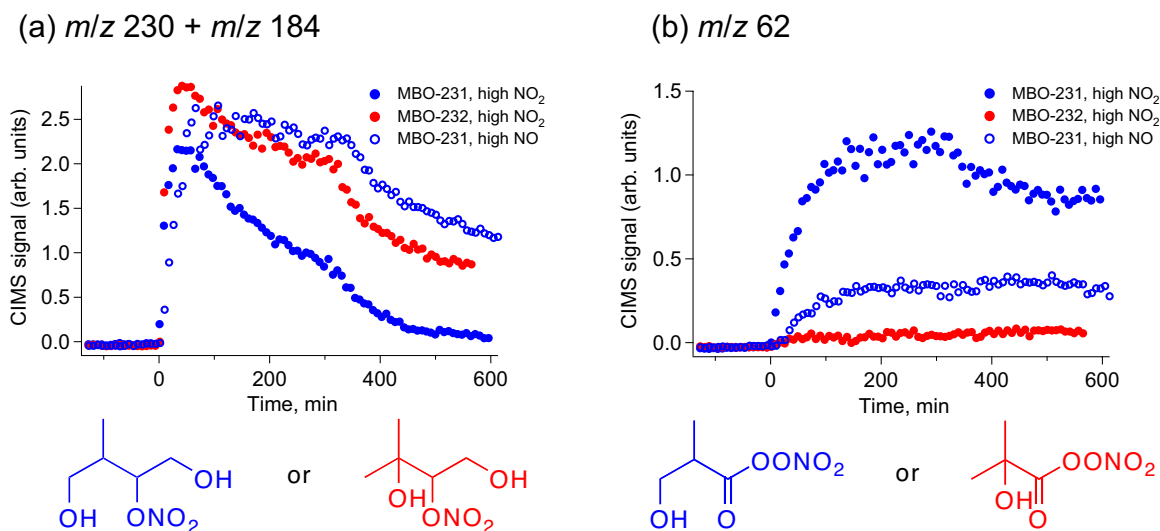 (a) m/z 230 + m/z 184
CIMS signal (arb. units)
2.5
2.0
1.5
1.0
0.5
0.0
MBO-231, high NO₂
MBO-232, high NO₂
MBO-231, high NO
0
200
400
600
Time, min
OH
OH
ONO₂
or
OH
OH
ONO₂
(b) m/z 62
CIMS signal (arb. units)
1.5
1.0
0.5
0.0
MBO-231, high NO₂
MBO-232, high NO₂
MBO-231, high NO
0
200
400
600
Time, min
OONO₂
OH
O
or
OONO₂
OH
O